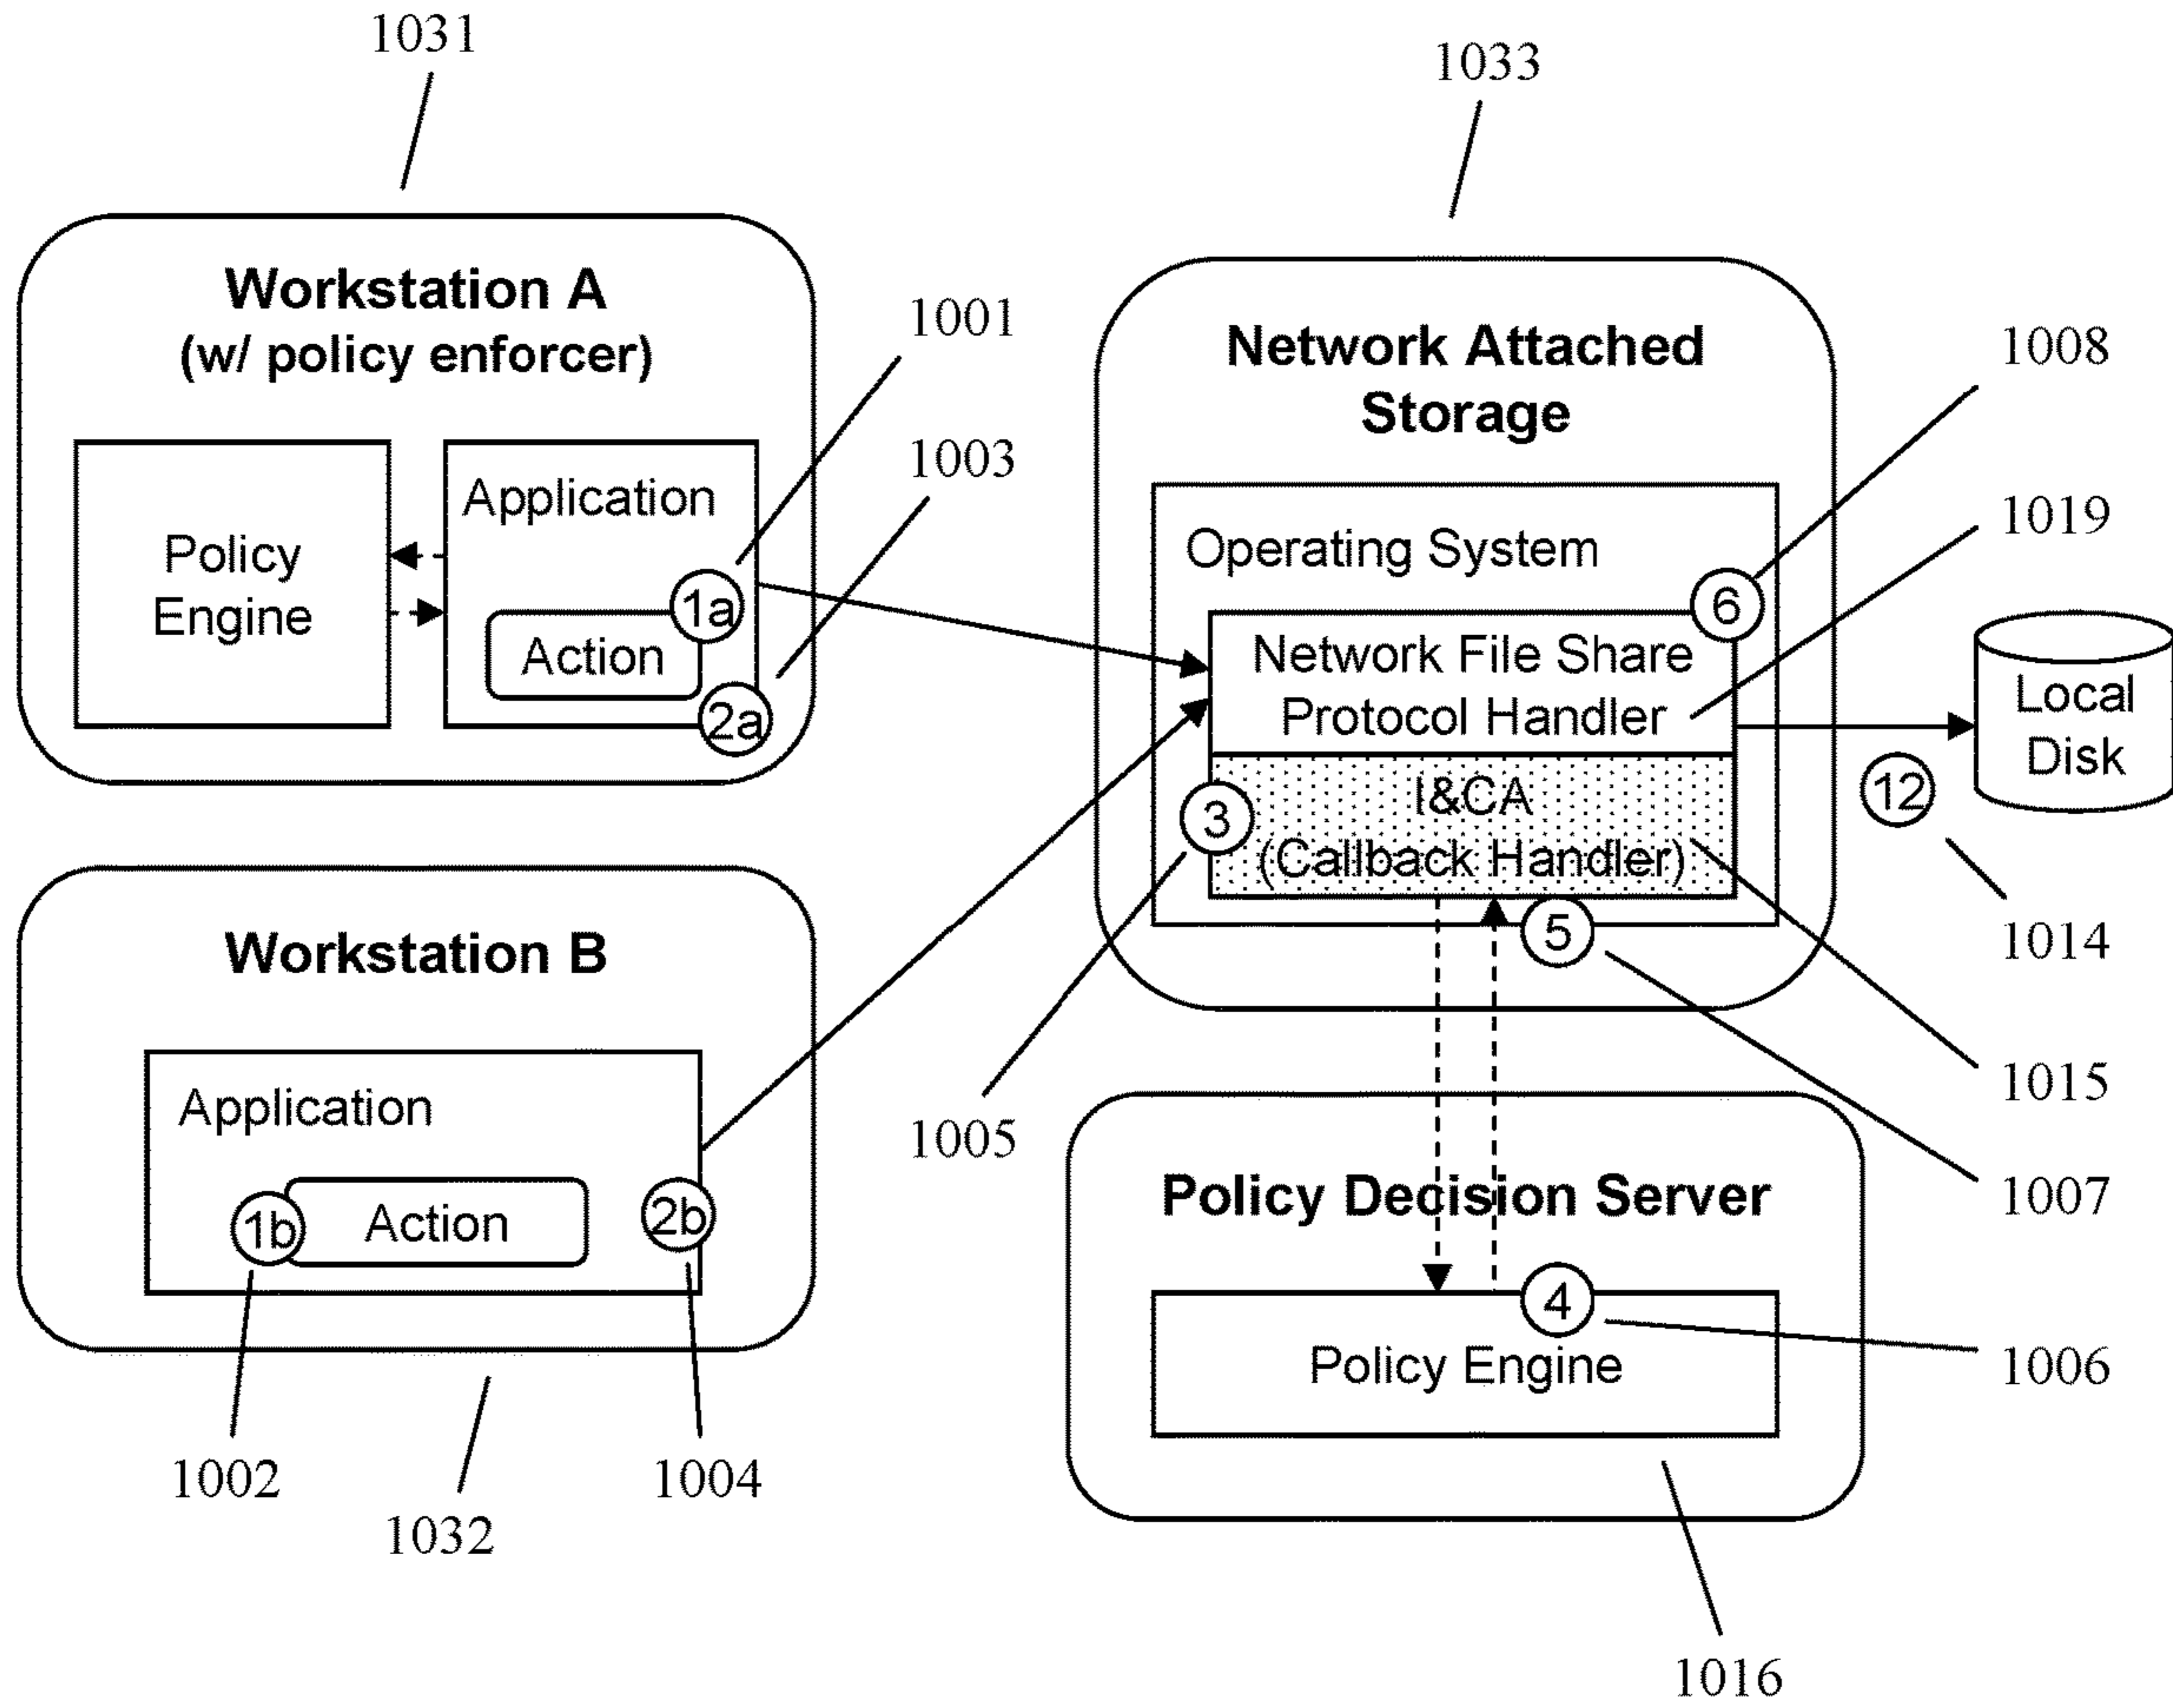 1031
1033
Workstation A
(w/ policy enforcer)
1001
1003
Policy
Engine
Application
Action
1a
2a
Network Attached
Storage
1008
1019
Operating System
6
Network File Share
Protocol Handler
I&CA
(Callback Handler)
3
5
Local
Disk
12
1014
1015
1007
1005
Workstation B
Application
1b
Action
2b
1002
1004
1032
Policy Decision Server
4
Policy Engine
1006
1016